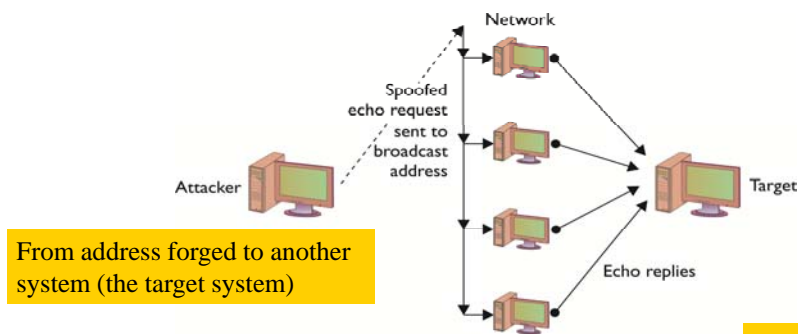 Network
Spoofed
echo request
sent to
broadcast
address
Attacker
Target
From address forged to another
system (the target system)
Echo replies